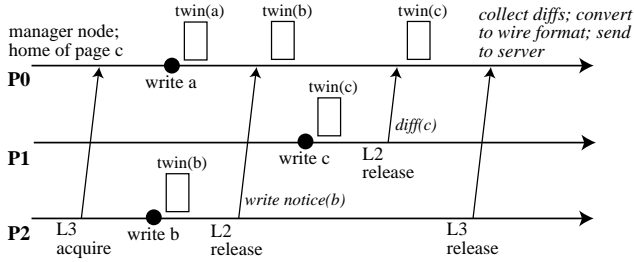 twin(a)
twin(b)
twin(c)
collect diffs; convert
to wire format; send
to server
manager node;
home of page c
P0
write a
twin(c)
diff(c)
P1
write c
L2
release
twin(b)
write notice(b)
P2
L3
acquire
write b
L2
release
L3
release